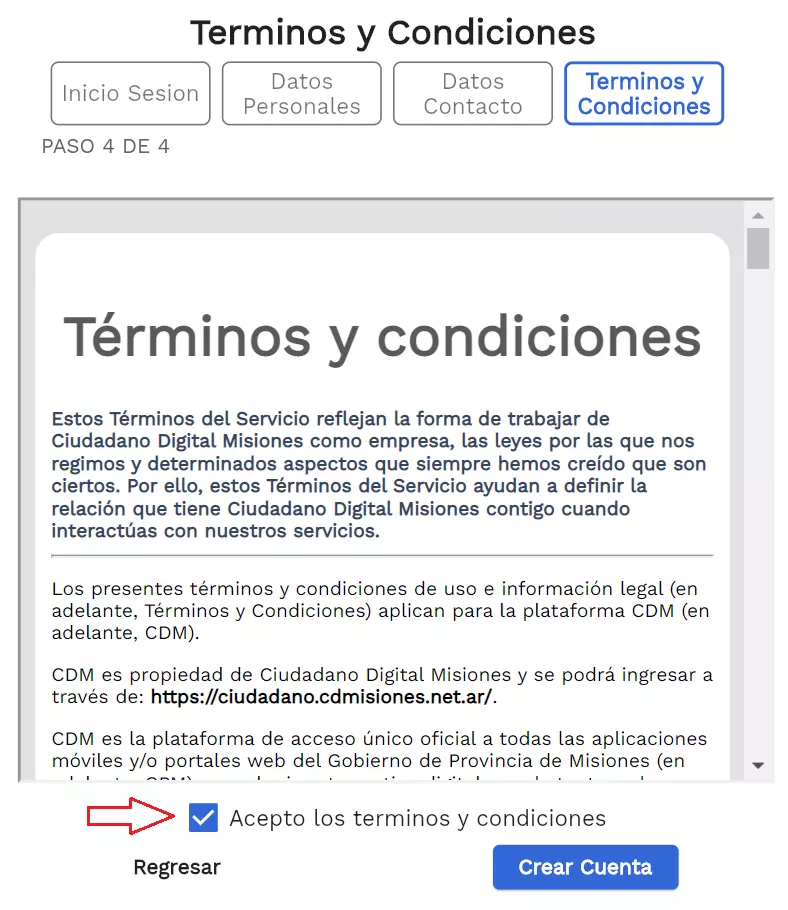 Terminos y Condiciones
Inicio Sesion
Datos
Personales
Datos
Contacto
Terminos y
Condiciones
PASO 4 DE 4
Términos y condiciones
Estos Términos del Servicio reflejan la forma de trabajar de
Ciudadano Digital Misiones como empresa, las leyes por las que nos
regimos y determinados aspectos que siempre hemos creído que son
ciertos. Por ello, estos Términos del Servicio ayudan a definir la
relación que tiene Ciudadano Digital Misiones contigo cuando
interactúas con nuestros servicios.
Los presentes términos y condiciones de uso e información legal (en
adelante, Términos y Condiciones) aplican para la plataforma CDM (en
adelante, CDM).
CDM es propiedad de Ciudadano Digital Misiones y se podrá ingresar a
través de: https://ciudadano.cdmisiones.net.ar/.
CDM es la plataforma de acceso único oficial a todas las aplicaciones
móviles y/o portales web del Gobierno de Provincia de Misiones (en
Acepto los terminos y condiciones
Regresar
Crear Cuenta